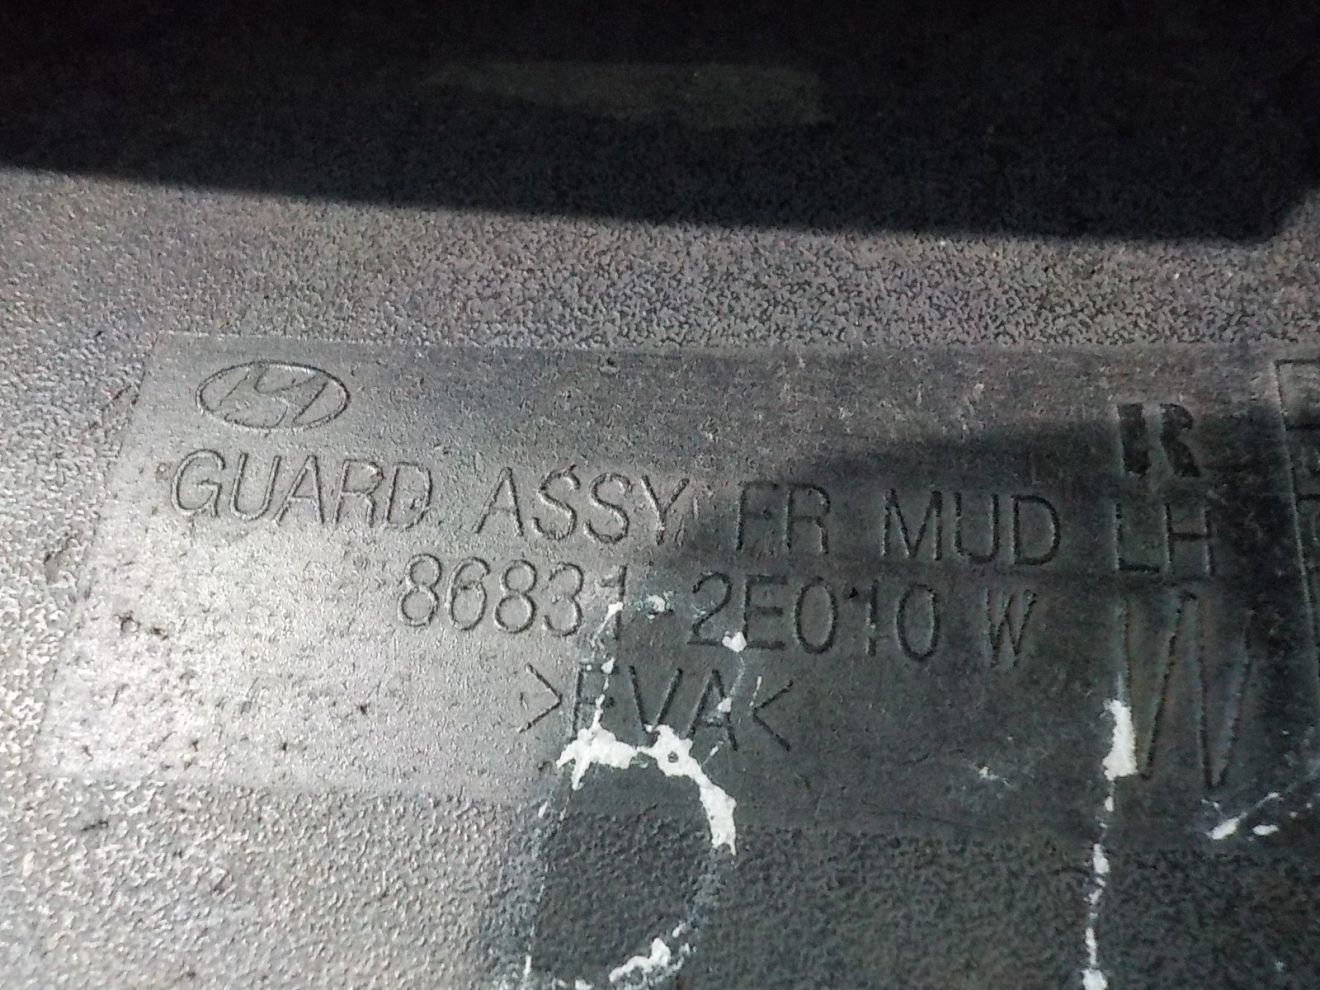 GUARD ASSY FR MUD LH
86831-2E010 W
>EVA<
W